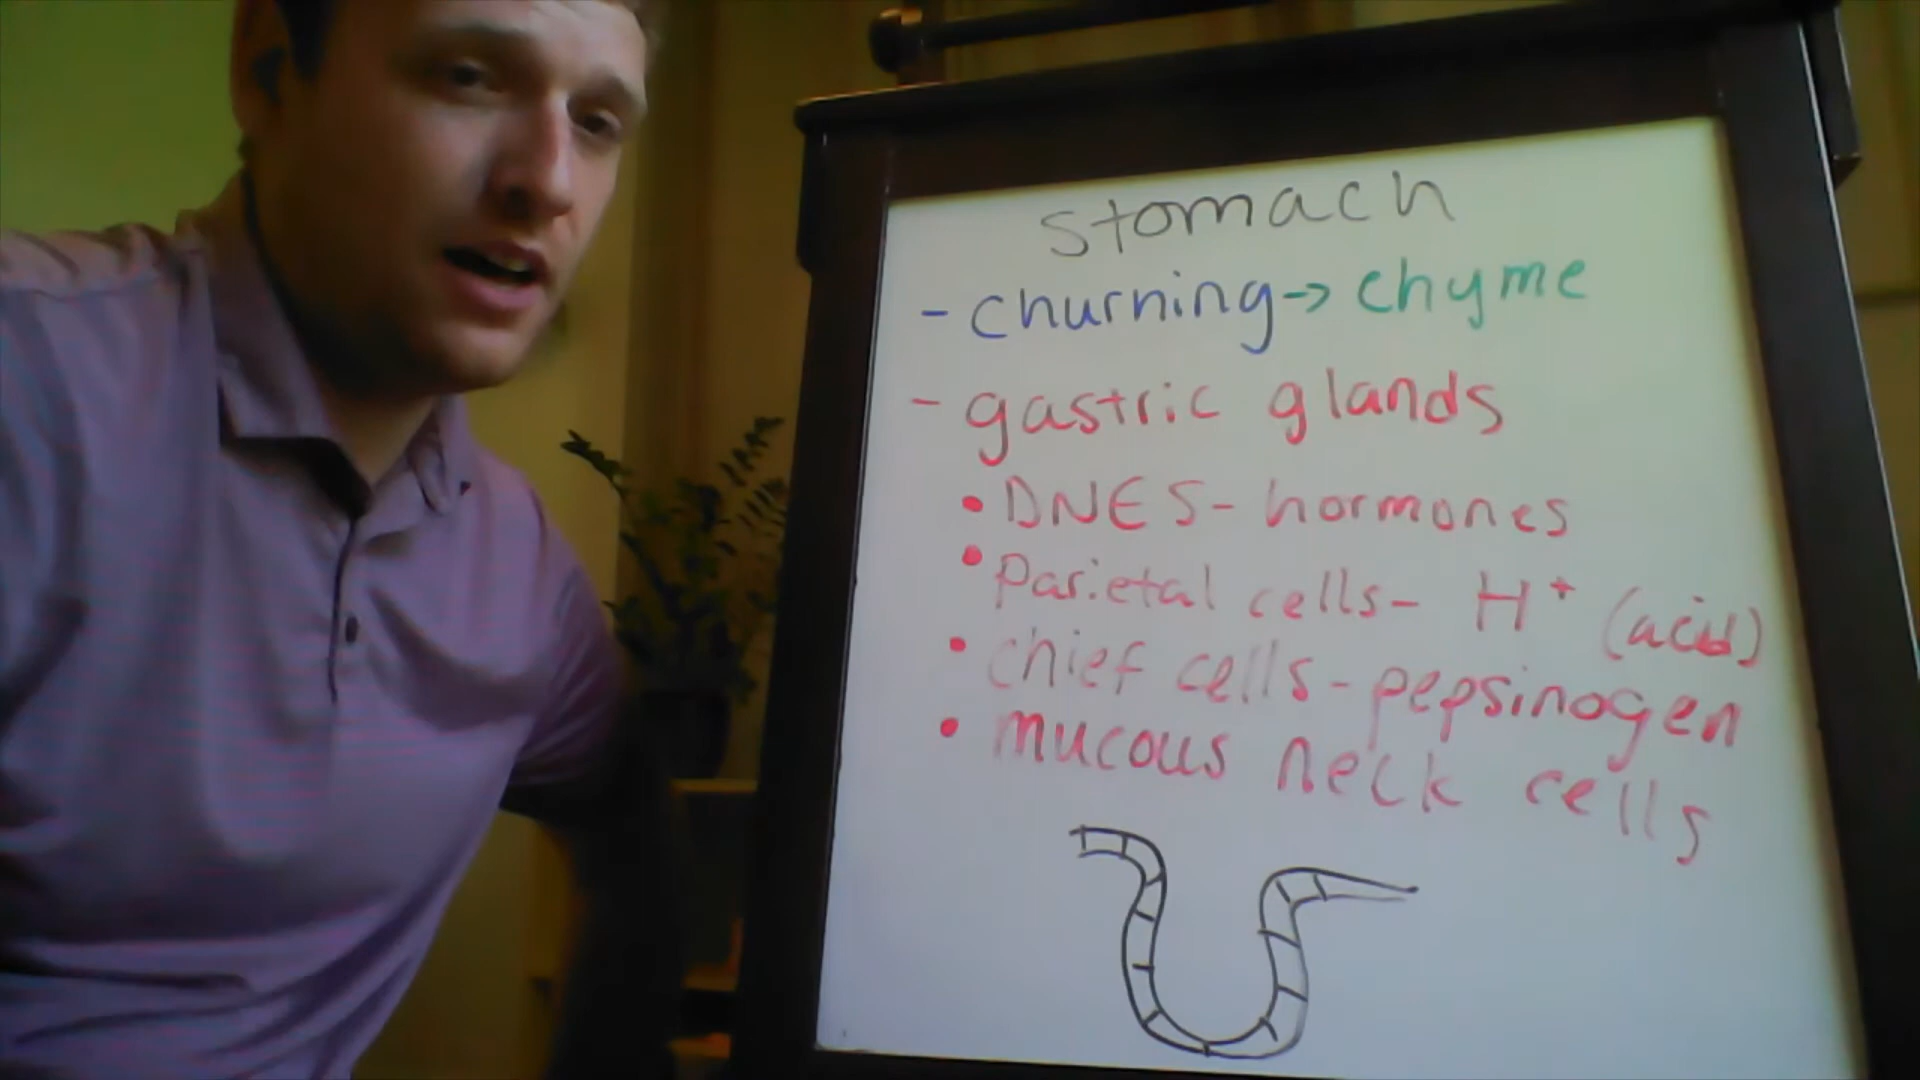 stomach
- churning -> chyme
- gastric glands
• DNES - hormones
• Parietal cells - H⁺ (acid)
• chief cells - pepsinogen
• mucous neck cells